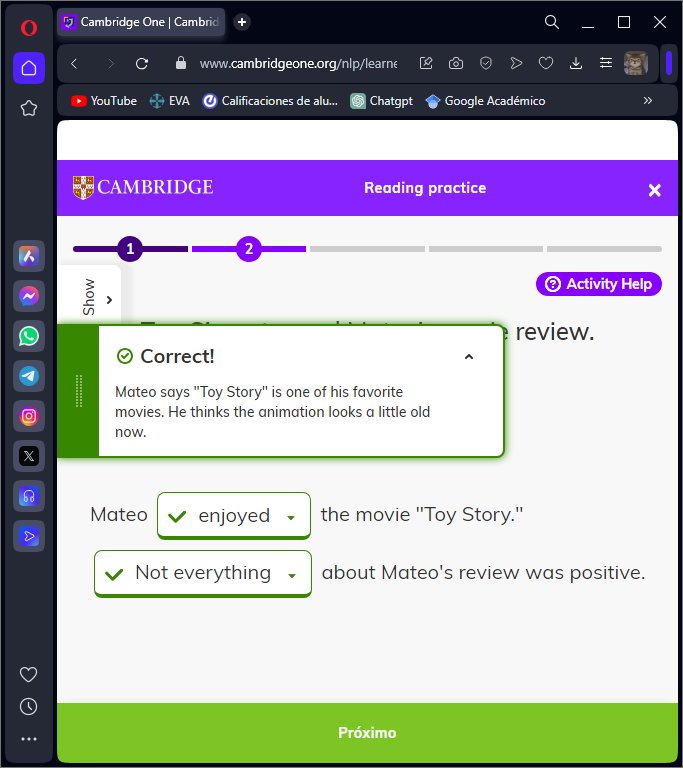 Cambridge One | Cambrid
www.cambridgeone.org/nlp/learne
YouTube
EVA
Calificaciones de alu...
Chatgpt
Google Académico
CAMBRIDGE
Reading practice
1
2
Activity Help
Show
review.
Correct!
Mateo says "Toy Story" is one of his favorite
movies. He thinks the animation looks a little old
now.
Mateo enjoyed the movie "Toy Story."
Not everything about Mateo's review was positive.
Próximo